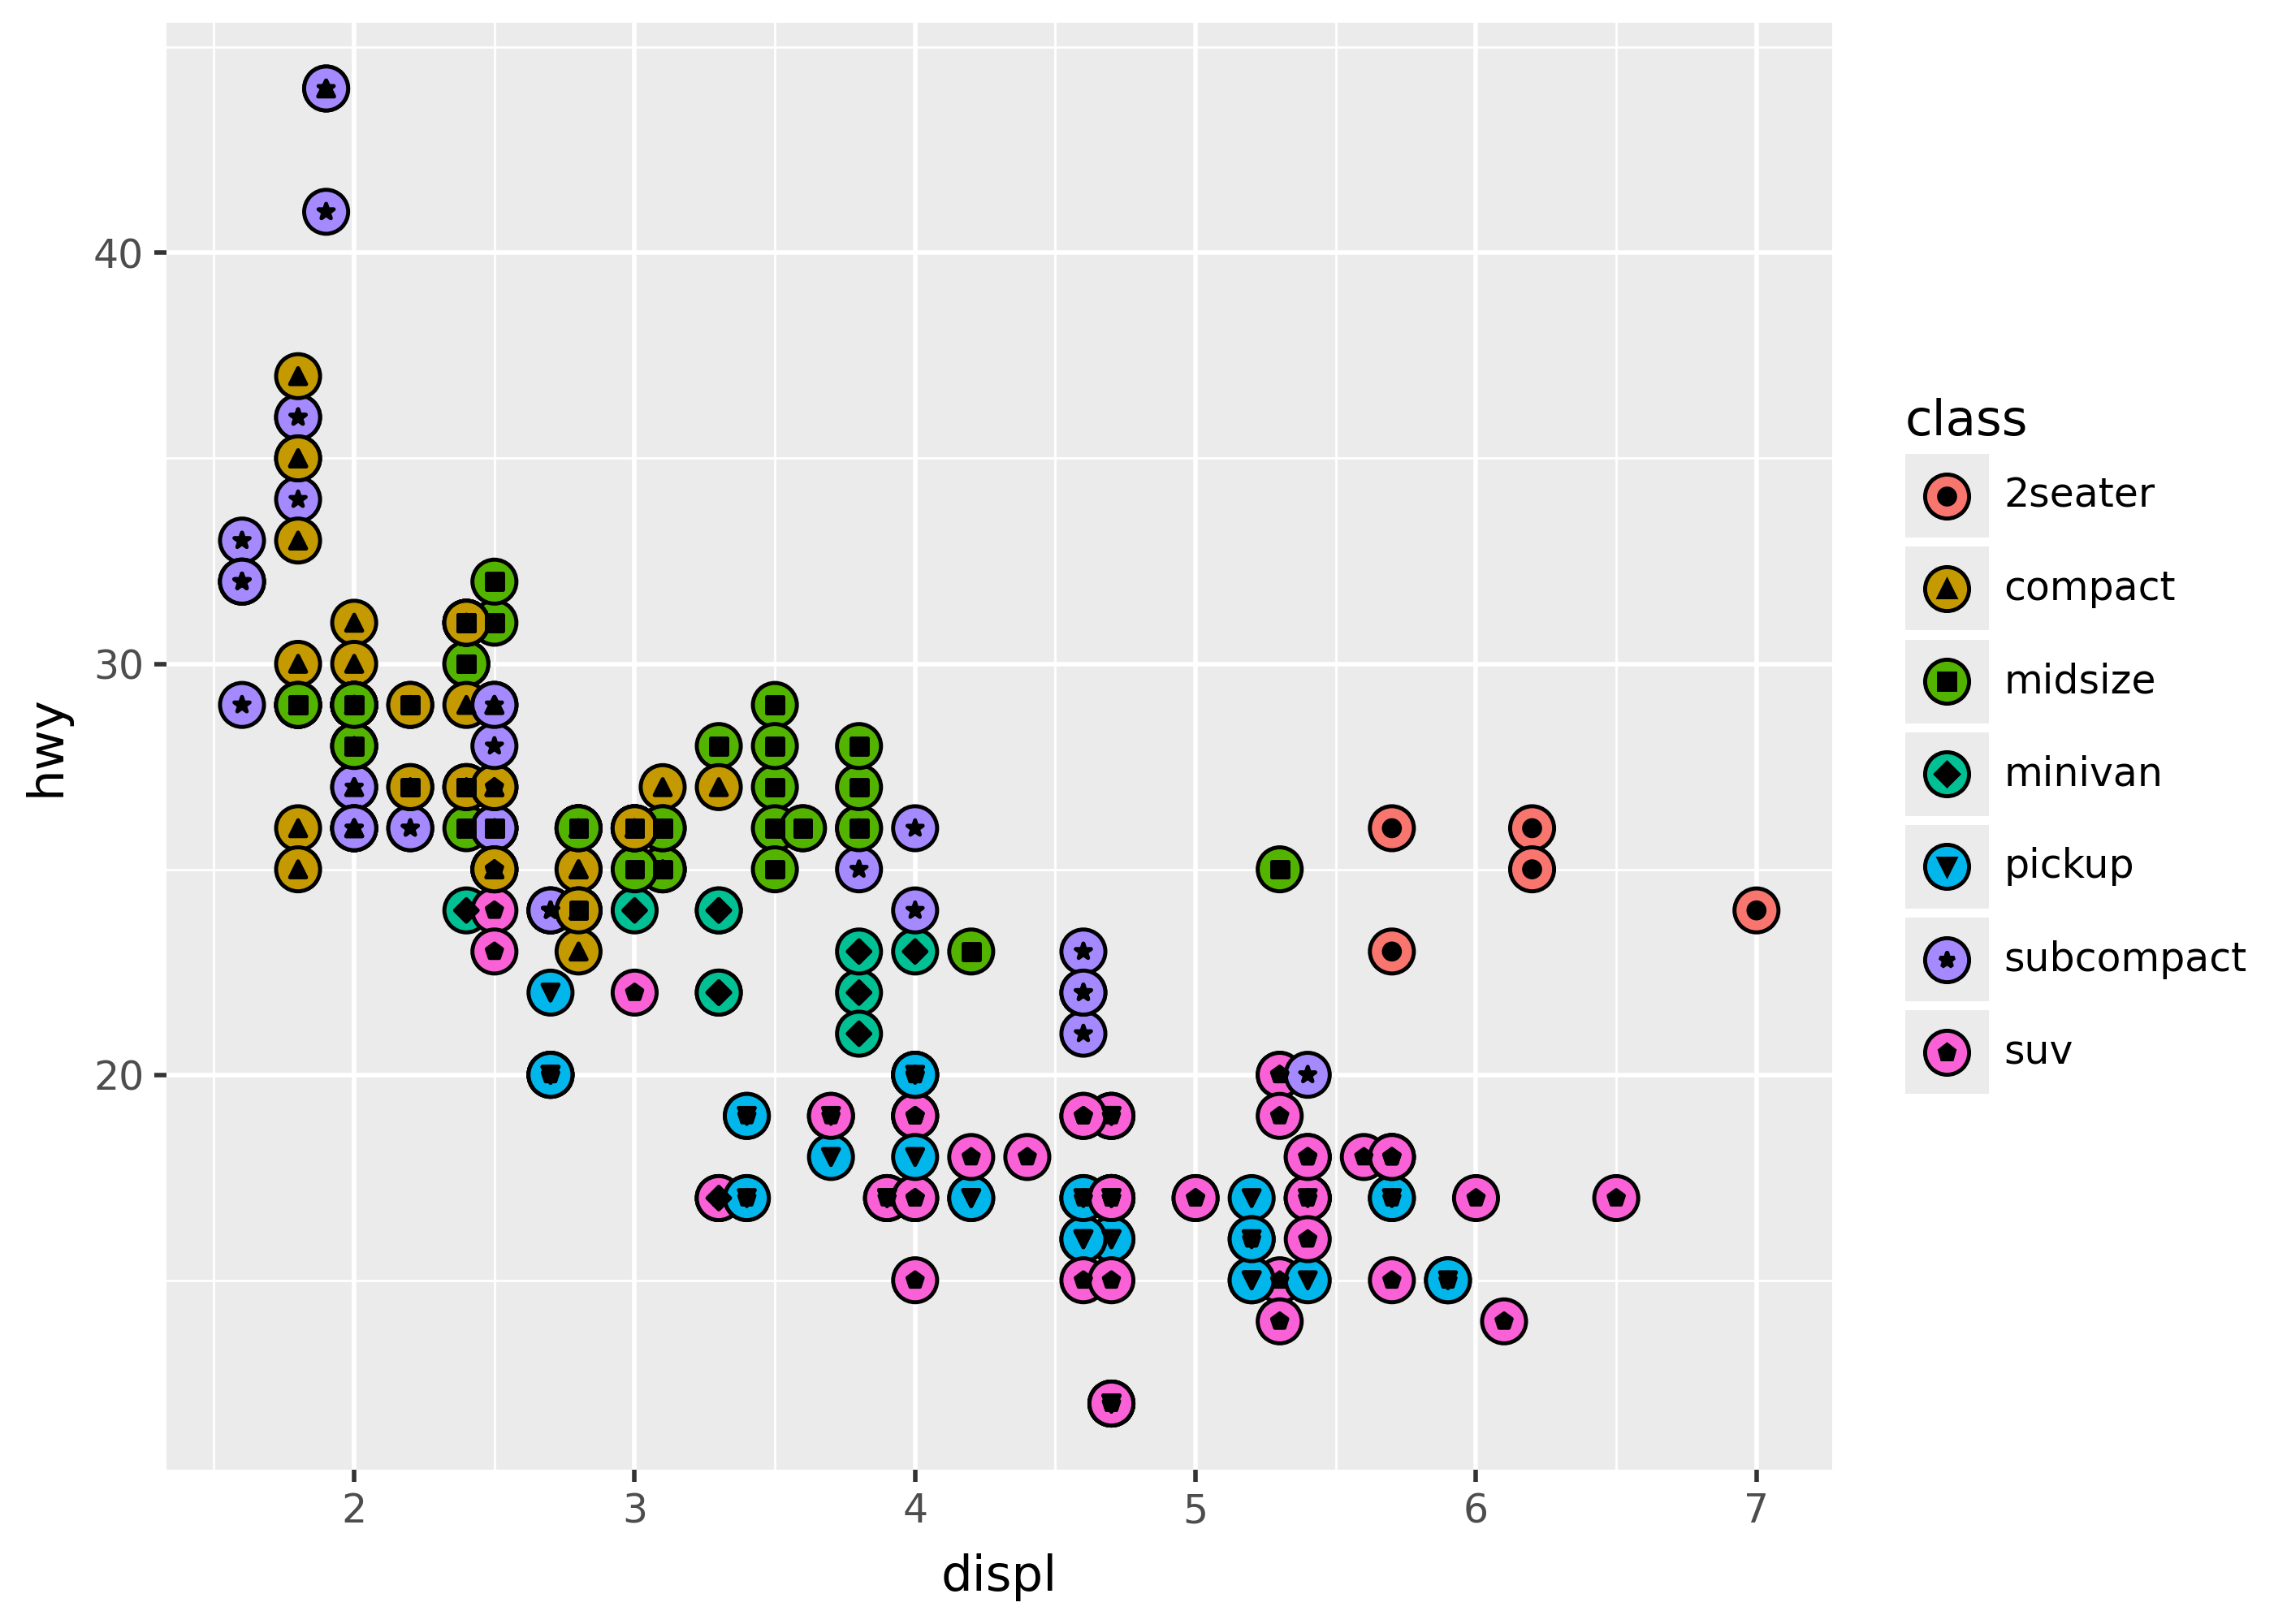 40
30
20
hwy
2
3
4
5
6
7
displ
class
2seater
compact
midsize
minivan
pickup
subcompact
suv